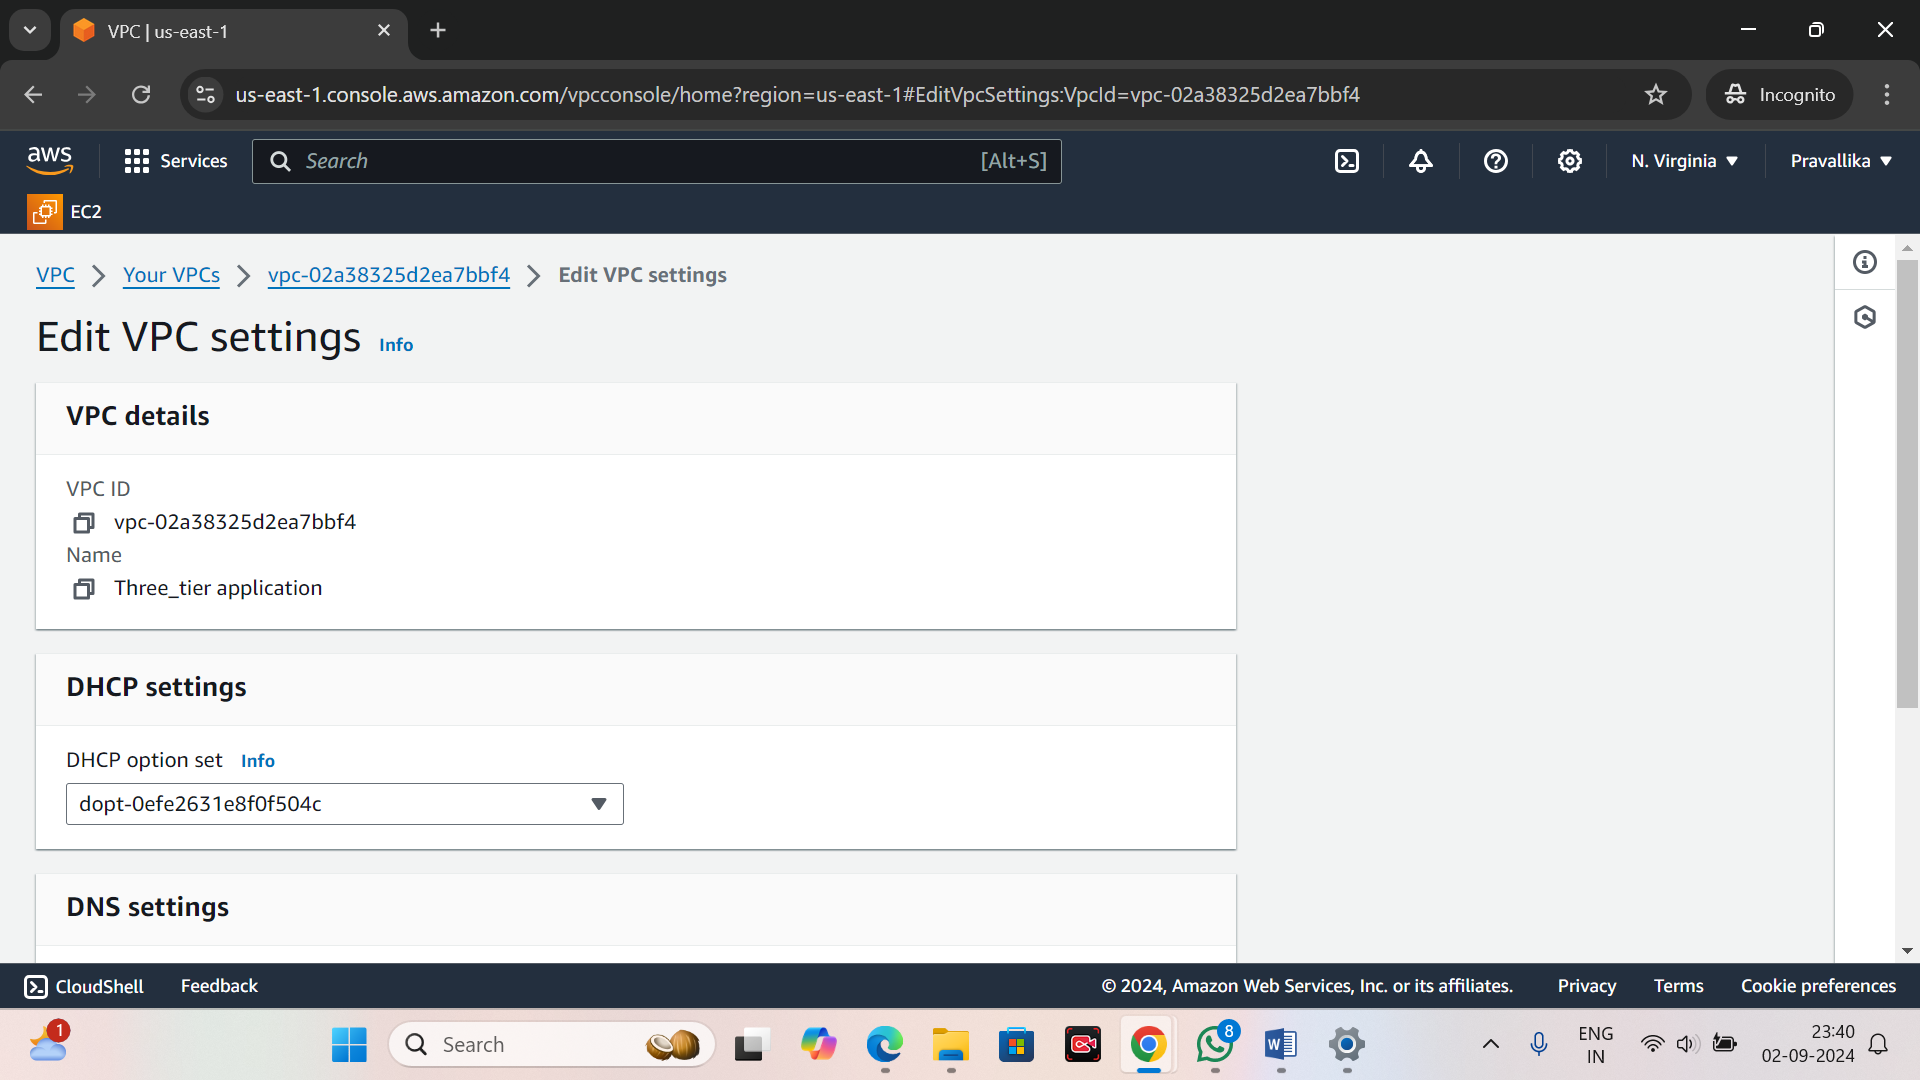 VPC | us-east-1
us-east-1.console.aws.amazon.com/vpcconsole/home?region=us-east-1#EditVpcSettings:VpcId=vpc-02a38325d2ea7bbf4
Incognito
aws
Services
Search
[Alt+S]
N. Virginia
Pravallika
EC2
VPC
Your VPCs
vpc-02a38325d2ea7bbf4
Edit VPC settings
Edit VPC settings
Info
VPC details
VPC ID
vpc-02a38325d2ea7bbf4
Name
Three_tier application
DHCP settings
DHCP option set Info
dopt-0efe2631e8f0f504c
DNS settings
CloudShell
Feedback
© 2024, Amazon Web Services, Inc. or its affiliates.
Privacy
Terms
Cookie preferences
1
Search
8
W
ENG
IN
23:40
02-09-2024